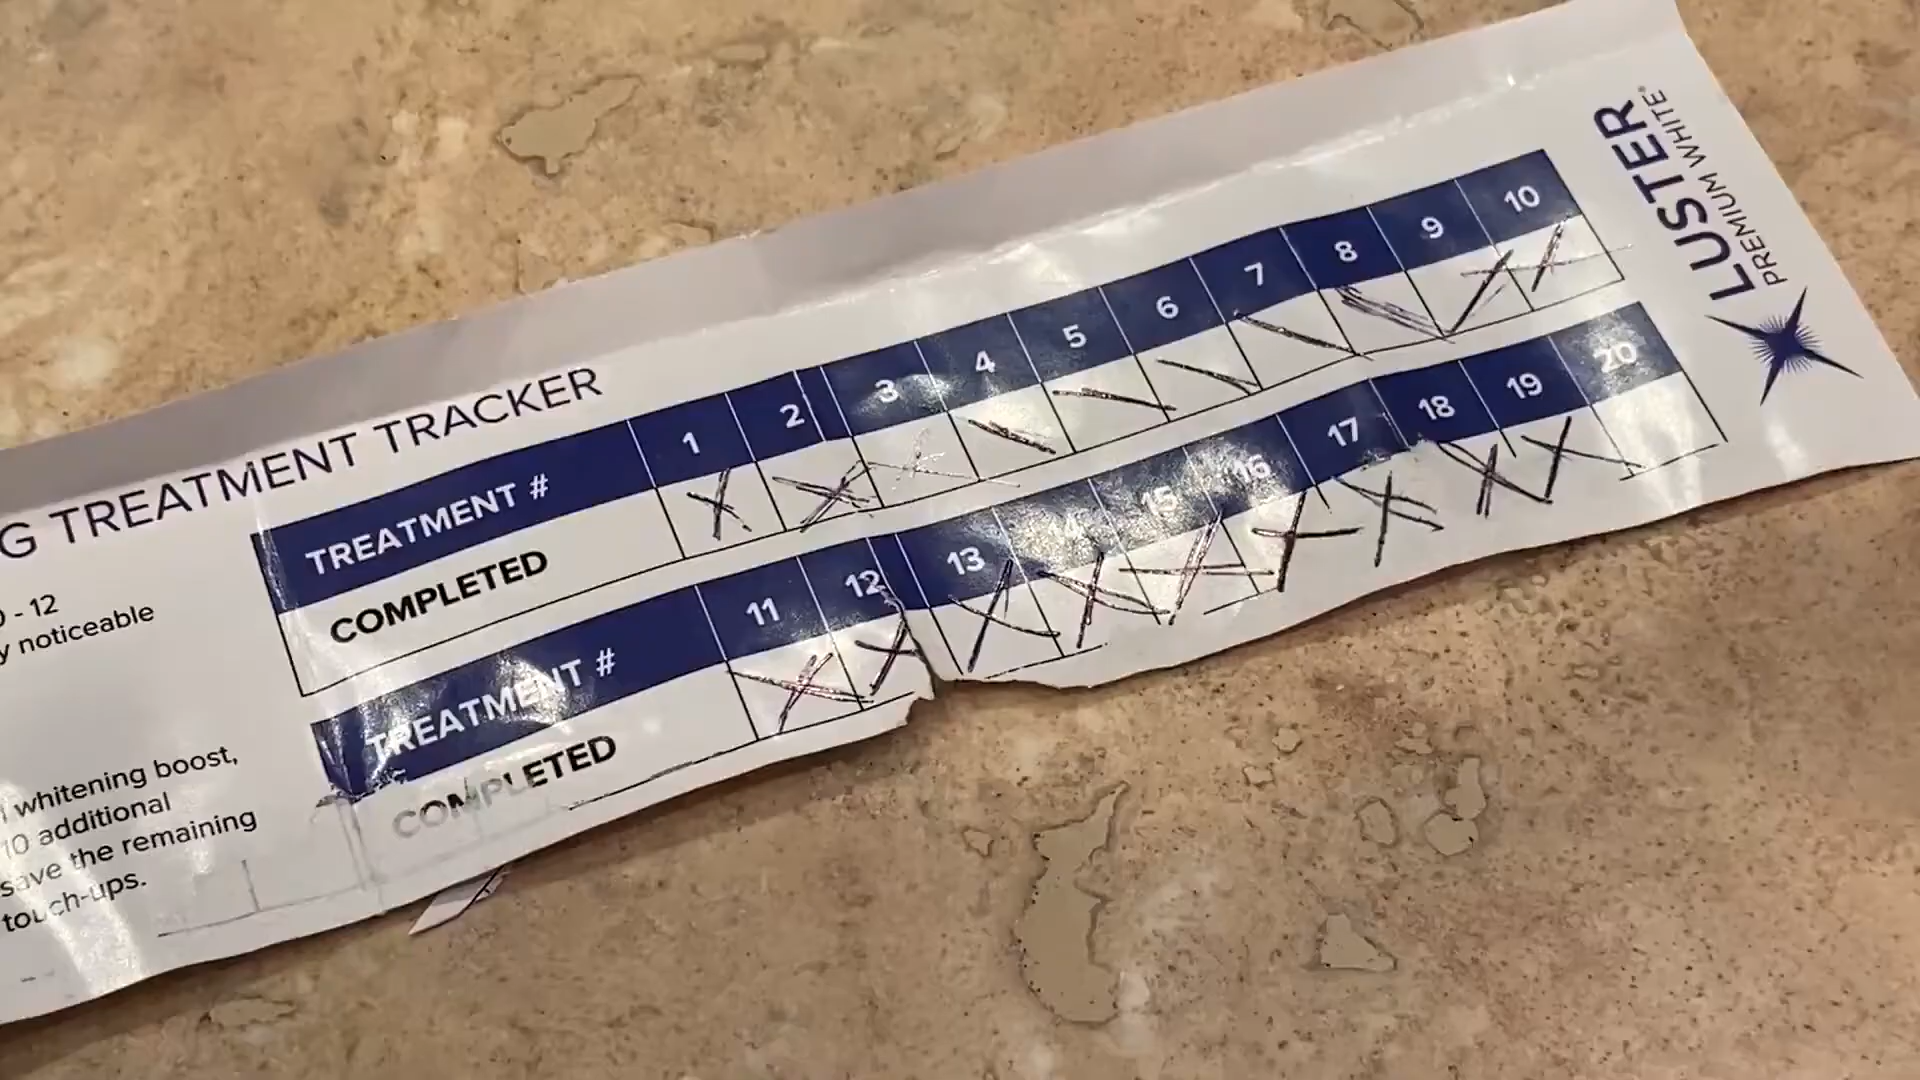 G TREATMENT TRACKER
TREATMENT # 1 2 3 4 5 6 7 8 9 10
COMPLETED
TREATMENT # 11 12 13 14 15 16 17 18 19 20
COMPLETED
- 12
y noticeable
whitening boost,
10 additional
save the remaining
touch-ups.
LUSTER
PREMIUM WHITE®